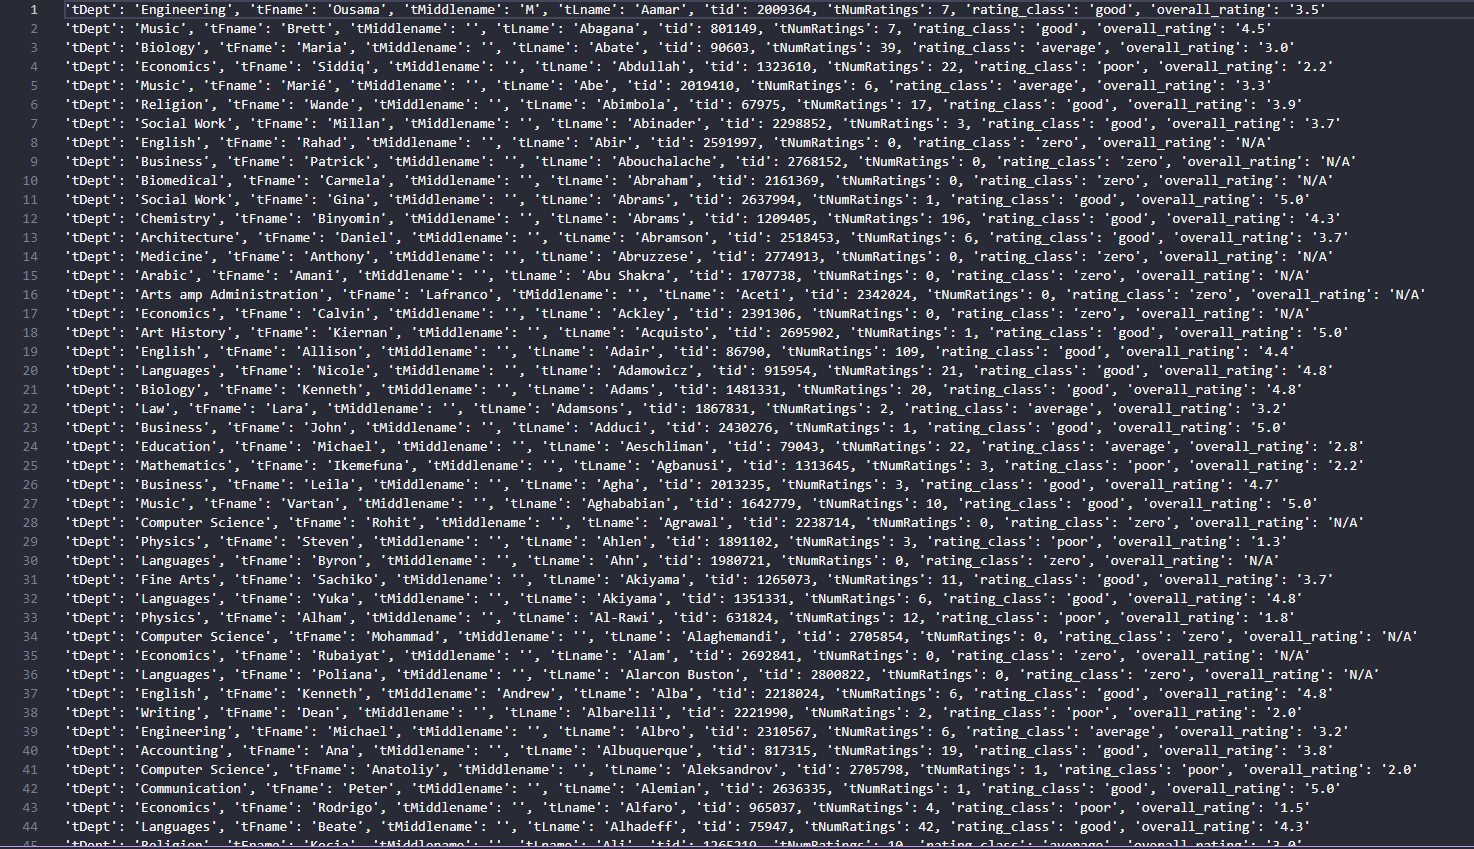 1 'tDept': 'Engineering', 'tFname': 'Ousama', 'tMiddlename': 'M', 'tLname': 'Aamar', 'tid': 2009364, 'tNumRatings': 7, 'rating_class': 'good', 'overall_rating': '3.5'
2 'tDept': 'Music', 'tFname': 'Brett', 'tMiddlename': '', 'tLname': 'Abagana', 'tid': 801149, 'tNumRatings': 7, 'rating_class': 'good', 'overall_rating': '4.5'
3 'tDept': 'Biology', 'tFname': 'Maria', 'tMiddlename': '', 'tLname': 'Abate', 'tid': 90603, 'tNumRatings': 39, 'rating_class': 'average', 'overall_rating': '3.0'
4 'tDept': 'Economics', 'tFname': 'Siddiq', 'tMiddlename': '', 'tLname': 'Abdullah', 'tid': 1323610, 'tNumRatings': 22, 'rating_class': 'poor', 'overall_rating': '2.2'
5 'tDept': 'Music', 'tFname': 'Marié', 'tMiddlename': '', 'tLname': 'Abe', 'tid': 2019410, 'tNumRatings': 6, 'rating_class': 'average', 'overall_rating': '3.3'
6 'tDept': 'Religion', 'tFname': 'Wande', 'tMiddlename': '', 'tLname': 'Abimbola', 'tid': 67975, 'tNumRatings': 17, 'rating_class': 'good', 'overall_rating': '3.9'
7 'tDept': 'Social Work', 'tFname': 'Millan', 'tMiddlename': '', 'tLname': 'Abinader', 'tid': 2298852, 'tNumRatings': 3, 'rating_class': 'good', 'overall_rating': '3.7'
8 'tDept': 'English', 'tFname': 'Rahad', 'tMiddlename': '', 'tLname': 'Abir', 'tid': 2591997, 'tNumRatings': 0, 'rating_class': 'zero', 'overall_rating': 'N/A'
9 'tDept': 'Business', 'tFname': 'Patrick', 'tMiddlename': '', 'tLname': 'Abouchalache', 'tid': 2768152, 'tNumRatings': 0, 'rating_class': 'zero', 'overall_rating': 'N/A'
10 'tDept': 'Biomedical', 'tFname': 'Carmela', 'tMiddlename': '', 'tLname': 'Abraham', 'tid': 2161369, 'tNumRatings': 0, 'rating_class': 'zero', 'overall_rating': 'N/A'
11 'tDept': 'Social Work', 'tFname': 'Gina', 'tMiddlename': '', 'tLname': 'Abrams', 'tid': 2637994, 'tNumRatings': 1, 'rating_class': 'good', 'overall_rating': '5.0'
12 'tDept': 'Chemistry', 'tFname': 'Binyomin', 'tMiddlename': '', 'tLname': 'Abrams', 'tid': 1209405, 'tNumRatings': 196, 'rating_class': 'good', 'overall_rating': '4.3'
13 'tDept': 'Architecture', 'tFname': 'Daniel', 'tMiddlename': '', 'tLname': 'Abramson', 'tid': 2518453, 'tNumRatings': 6, 'rating_class': 'good', 'overall_rating': '3.7'
14 'tDept': 'Medicine', 'tFname': 'Anthony', 'tMiddlename': '', 'tLname': 'Abruzzese', 'tid': 2774913, 'tNumRatings': 0, 'rating_class': 'zero', 'overall_rating': 'N/A'
15 'tDept': 'Arabic', 'tFname': 'Amani', 'tMiddlename': '', 'tLname': 'Abu Shakra', 'tid': 1707738, 'tNumRatings': 0, 'rating_class': 'zero', 'overall_rating': 'N/A'
16 'tDept': 'Arts amp Administration', 'tFname': 'Lafranco', 'tMiddlename': '', 'tLname': 'Aceti', 'tid': 2342024, 'tNumRatings': 0, 'rating_class': 'zero', 'overall_rating': 'N/A'
17 'tDept': 'Economics', 'tFname': 'Calvin', 'tMiddlename': '', 'tLname': 'Ackley', 'tid': 2391306, 'tNumRatings': 0, 'rating_class': 'zero', 'overall_rating': 'N/A'
18 'tDept': 'Art History', 'tFname': 'Kiernan', 'tMiddlename': '', 'tLname': 'Acquisto', 'tid': 2695902, 'tNumRatings': 1, 'rating_class': 'good', 'overall_rating': '5.0'
19 'tDept': 'English', 'tFname': 'Allison', 'tMiddlename': '', 'tLname': 'Adair', 'tid': 86790, 'tNumRatings': 109, 'rating_class': 'good', 'overall_rating': '4.4'
20 'tDept': 'Languages', 'tFname': 'Nicole', 'tMiddlename': '', 'tLname': 'Adamowicz', 'tid': 915954, 'tNumRatings': 21, 'rating_class': 'good', 'overall_rating': '4.8'
21 'tDept': 'Biology', 'tFname': 'Kenneth', 'tMiddlename': '', 'tLname': 'Adams', 'tid': 1481331, 'tNumRatings': 20, 'rating_class': 'good', 'overall_rating': '4.8'
22 'tDept': 'Law', 'tFname': 'Lara', 'tMiddlename': '', 'tLname': 'Adamsons', 'tid': 1867831, 'tNumRatings': 2, 'rating_class': 'average', 'overall_rating': '3.2'
23 'tDept': 'Business', 'tFname': 'John', 'tMiddlename': '', 'tLname': 'Adduci', 'tid': 2430276, 'tNumRatings': 1, 'rating_class': 'good', 'overall_rating': '5.0'
24 'tDept': 'Education', 'tFname': 'Michael', 'tMiddlename': '', 'tLname': 'Aeschliman', 'tid': 79043, 'tNumRatings': 22, 'rating_class': 'average', 'overall_rating': '2.8
25 'tDept': 'Mathematics', 'tFname': 'Ikemefuna', 'tMiddlename': '', 'tLname': 'Agbanusi', 'tid': 1313645, 'tNumRatings': 3, 'rating_class': 'poor', 'overall_rating': '2.2'
26 'tDept': 'Business', 'tFname': 'Leila', 'tMiddlename': '', 'tLname': 'Agha', 'tid': 2013235, 'tNumRatings': 3, 'rating_class': 'good', 'overall_rating': '4.7'
27 'tDept': 'Music', 'tFname': 'Vartan', 'tMiddlename': '', 'tLname': 'Aghababian', 'tid': 1642779, 'tNumRatings': 10, 'rating_class': 'good', 'overall_rating': '5.0'
28 'tDept': 'Computer Science', 'tFname': 'Rohit', 'tMiddlename': '', 'tLname': 'Agrawal', 'tid': 2238714, 'tNumRatings': 0, 'rating_class': 'zero', 'overall_rating': 'N/A'
29 'tDept': 'Physics', 'tFname': 'Steven', 'tMiddlename': '', 'tLname': 'Ahlen', 'tid': 1891102, 'tNumRatings': 3, 'rating_class': 'poor', 'overall_rating': '1.3'
30 'tDept': 'Languages', 'tFname': 'Byron', 'tMiddlename': '', 'tLname': 'Ahn', 'tid': 1980721, 'tNumRatings': 0, 'rating_class': 'zero', 'overall_rating': 'N/A'
31 'tDept': 'Fine Arts', 'tFname': 'Sachiko', 'tMiddlename': '', 'tLname': 'Akiyama', 'tid': 1265073, 'tNumRatings': 11, 'rating_class': 'good', 'overall_rating': '3.7'
32 'tDept': 'Languages', 'tFname': 'Yuka', 'tMiddlename': '', 'tLname': 'Akiyama', 'tid': 1351331, 'tNumRatings': 6, 'rating_class': 'good', 'overall_rating': '4.8'
33 'tDept': 'Physics', 'tFname': 'Alham', 'tMiddlename': '', 'tLname': 'Al-Rawi', 'tid': 631824, 'tNumRatings': 12, 'rating_class': 'poor', 'overall_rating': '1.8'
34 'tDept': 'Computer Science', 'tFname': 'Mohammad', 'tMiddlename': '', 'tLname': 'Alaghemandi', 'tid': 2705854, 'tNumRatings': 0, 'rating_class': 'zero', 'overall_rating': 'N/A'
35 'tDept': 'Economics', 'tFname': 'Rubaiyat', 'tMiddlename': '', 'tLname': 'Alam', 'tid': 2692841, 'tNumRatings': 0, 'rating_class': 'zero', 'overall_rating': 'N/A'
36 'tDept': 'Languages', 'tFname': 'Poliana', 'tMiddlename': '', 'tLname': 'Alarcon Buston', 'tid': 2800822, 'tNumRatings': 0, 'rating_class': 'zero', 'overall_rating': 'N/A'
37 'tDept': 'English', 'tFname': 'Kenneth', 'tMiddlename': 'Andrew', 'tLname': 'Alba', 'tid': 2218024, 'tNumRatings': 6, 'rating_class': 'good', 'overall_rating': '4.8'
38 'tDept': 'Writing', 'tFname': 'Dean', 'tMiddlename': '', 'tLname': 'Albarelli', 'tid': 2221990, 'tNumRatings': 2, 'rating_class': 'poor', 'overall_rating': '2.0'
39 'tDept': 'Engineering', 'tFname': 'Michael', 'tMiddlename': '', 'tLname': 'Albro', 'tid': 2310567, 'tNumRatings': 6, 'rating_class': 'average', 'overall_rating': '3.2'
40 'tDept': 'Accounting', 'tFname': 'Ana', 'tMiddlename': '', 'tLname': 'Albuquerque', 'tid': 817315, 'tNumRatings': 19, 'rating_class': 'good', 'overall_rating': '3.8'
41 'tDept': 'Computer Science', 'tFname': 'Anatoliy', 'tMiddlename': '', 'tLname': 'Aleksandrov', 'tid': 2705798, 'tNumRatings': 1, 'rating_class': 'poor', 'overall_rating': '2.0'
42 'tDept': 'Communication', 'tFname': 'Peter', 'tMiddlename': '', 'tLname': 'Alemian', 'tid': 2636335, 'tNumRatings': 1, 'rating_class': 'good', 'overall_rating': '5.0'
43 'tDept': 'Economics', 'tFname': 'Rodrigo', 'tMiddlename': '', 'tLname': 'Alfaro', 'tid': 965037, 'tNumRatings': 4, 'rating_class': 'poor', 'overall_rating': '1.5'
44 'tDept': 'Languages', 'tFname': 'Beate', 'tMiddlename': '', 'tLname': 'Alhadeff', 'tid': 75947, 'tNumRatings': 42, 'rating_class': 'good', 'overall_rating': '4.3'
45 'tDept': 'Religion', 'tFname': 'Kecia', 'tMiddlename': '', 'tLname': 'Ali', 'tid': 1265219, 'tNumRatings': 10, 'rating_class': 'average', 'overall_rating': '3.0'